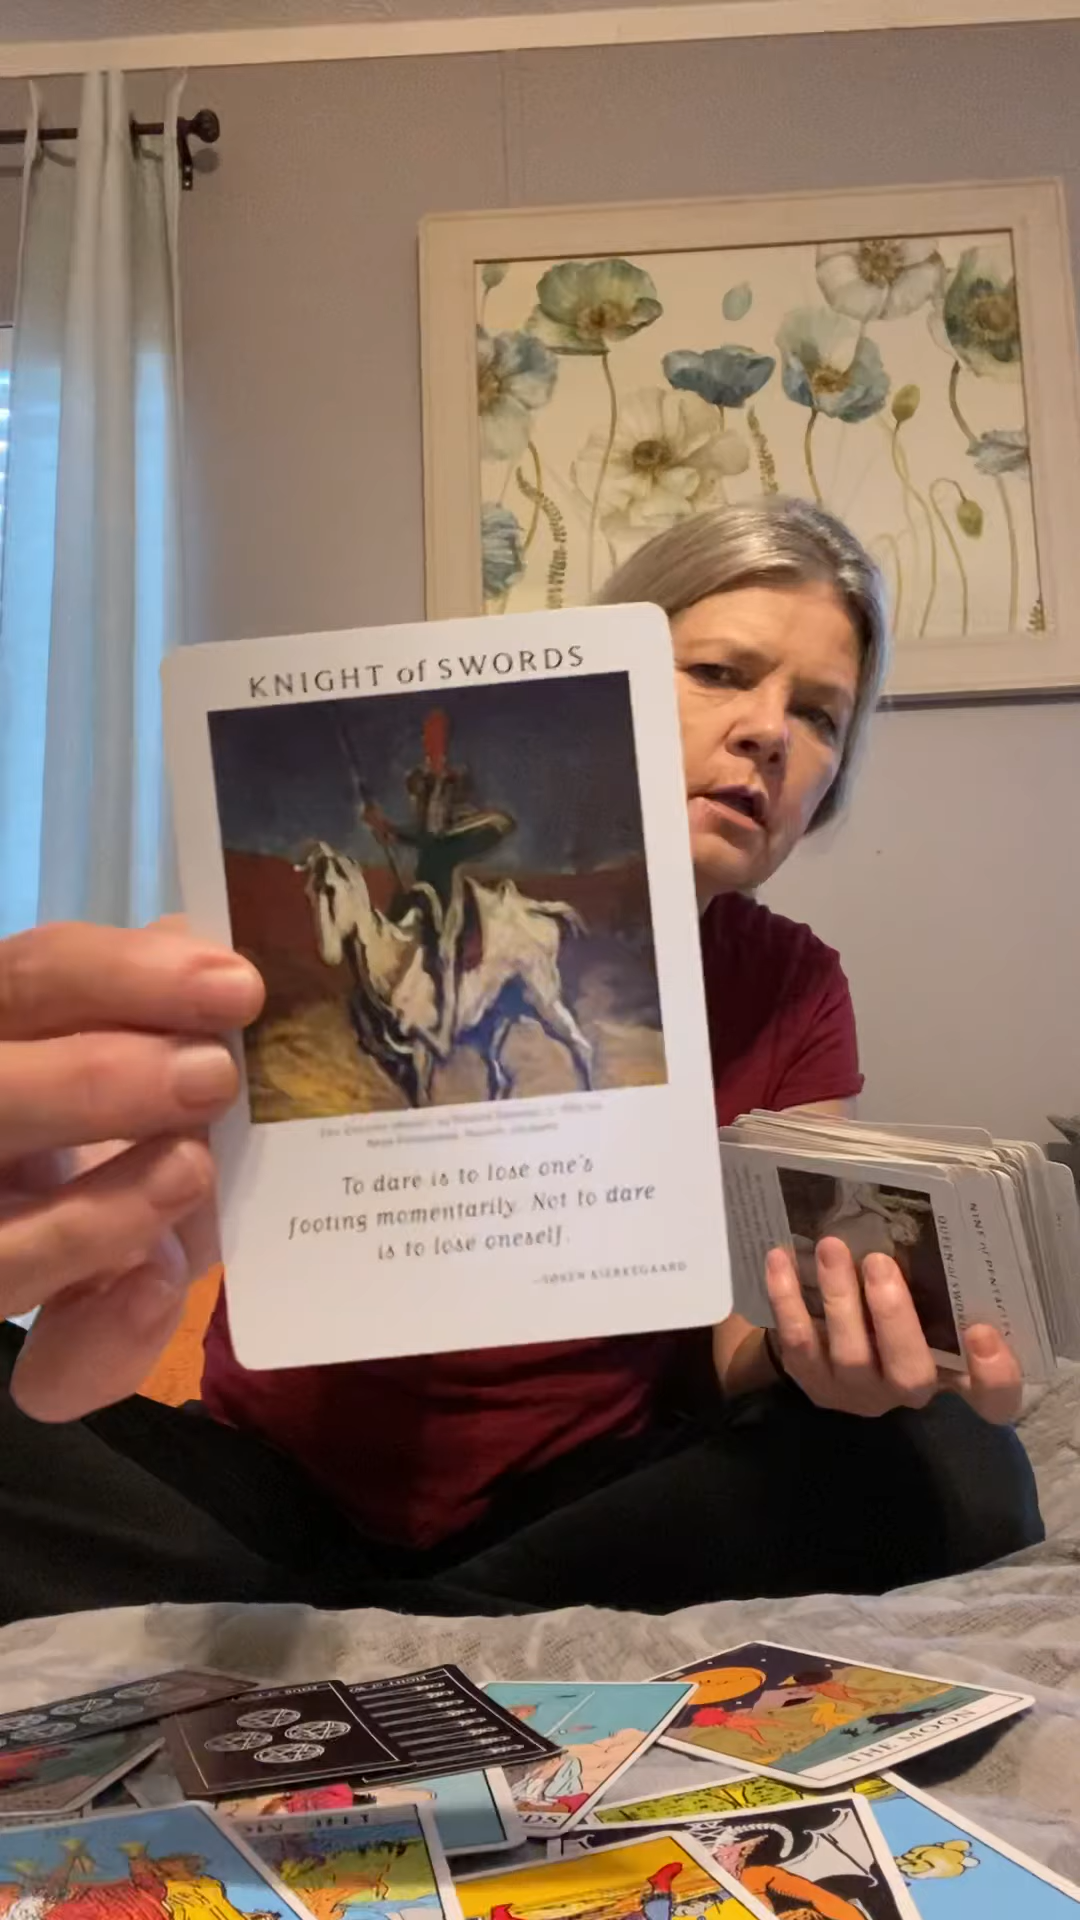 KNIGHT of SWORDS
To dare is to lose one's
footing momentarily. Not to dare
is to lose oneself.
—SØREN KIERKEGAARD
NINE of PENTACLES
QUEEN of SWORDS
THE MOON